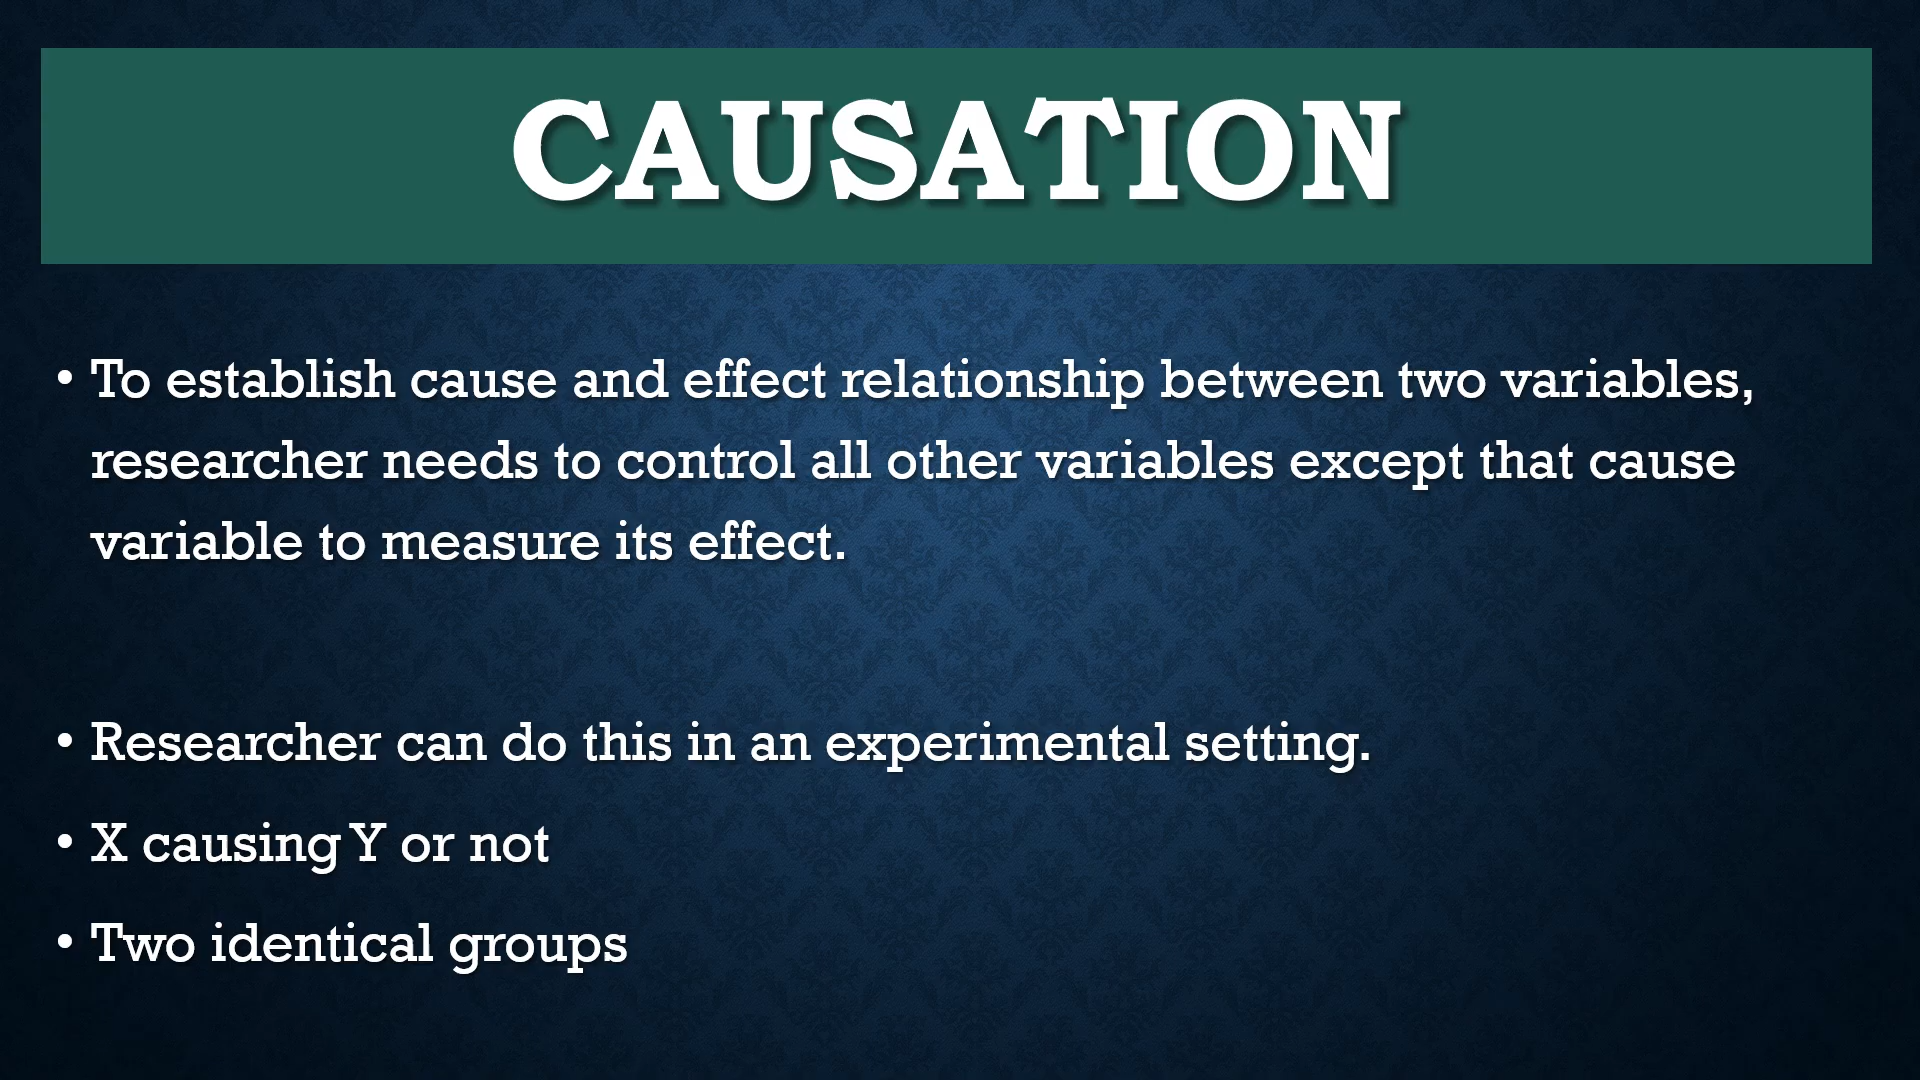 CAUSATION
• To establish cause and effect relationship between two variables,
researcher needs to control all other variables except that cause
variable to measure its effect.
• Researcher can do this in an experimental setting.
• X causing Y or not
• Two identical groups